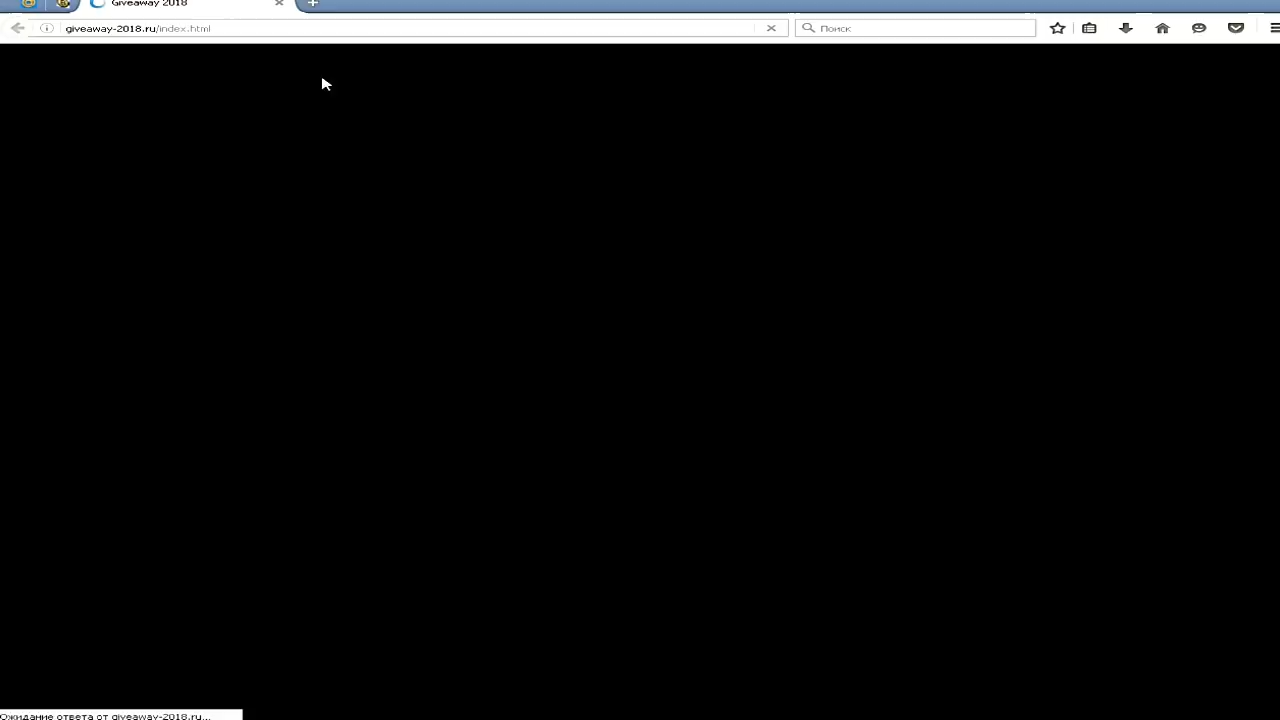 Giveaway 2018
giveaway-2018.ru/index.html
Поиск
Ожидание ответа от giveaway-2018.ru...